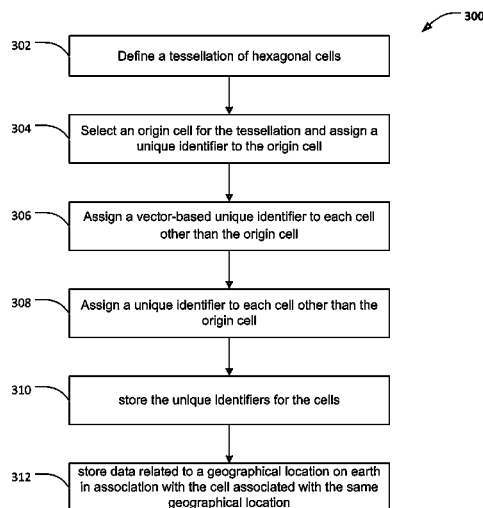 300
302
Define a tessellation of hexagonal cells
304
Select an origin cell for the tessellation and assign a
unique identifier to the origin cell
306
Assign a vector-based unique identifier to each cell
other than the origin cell
308
Assign a unique identifier to each cell other than the
origin cell
310
store the unique identifiers for the cells
312
store data related to a geographical location on earth
in association with the cell associated with the same
geographical location